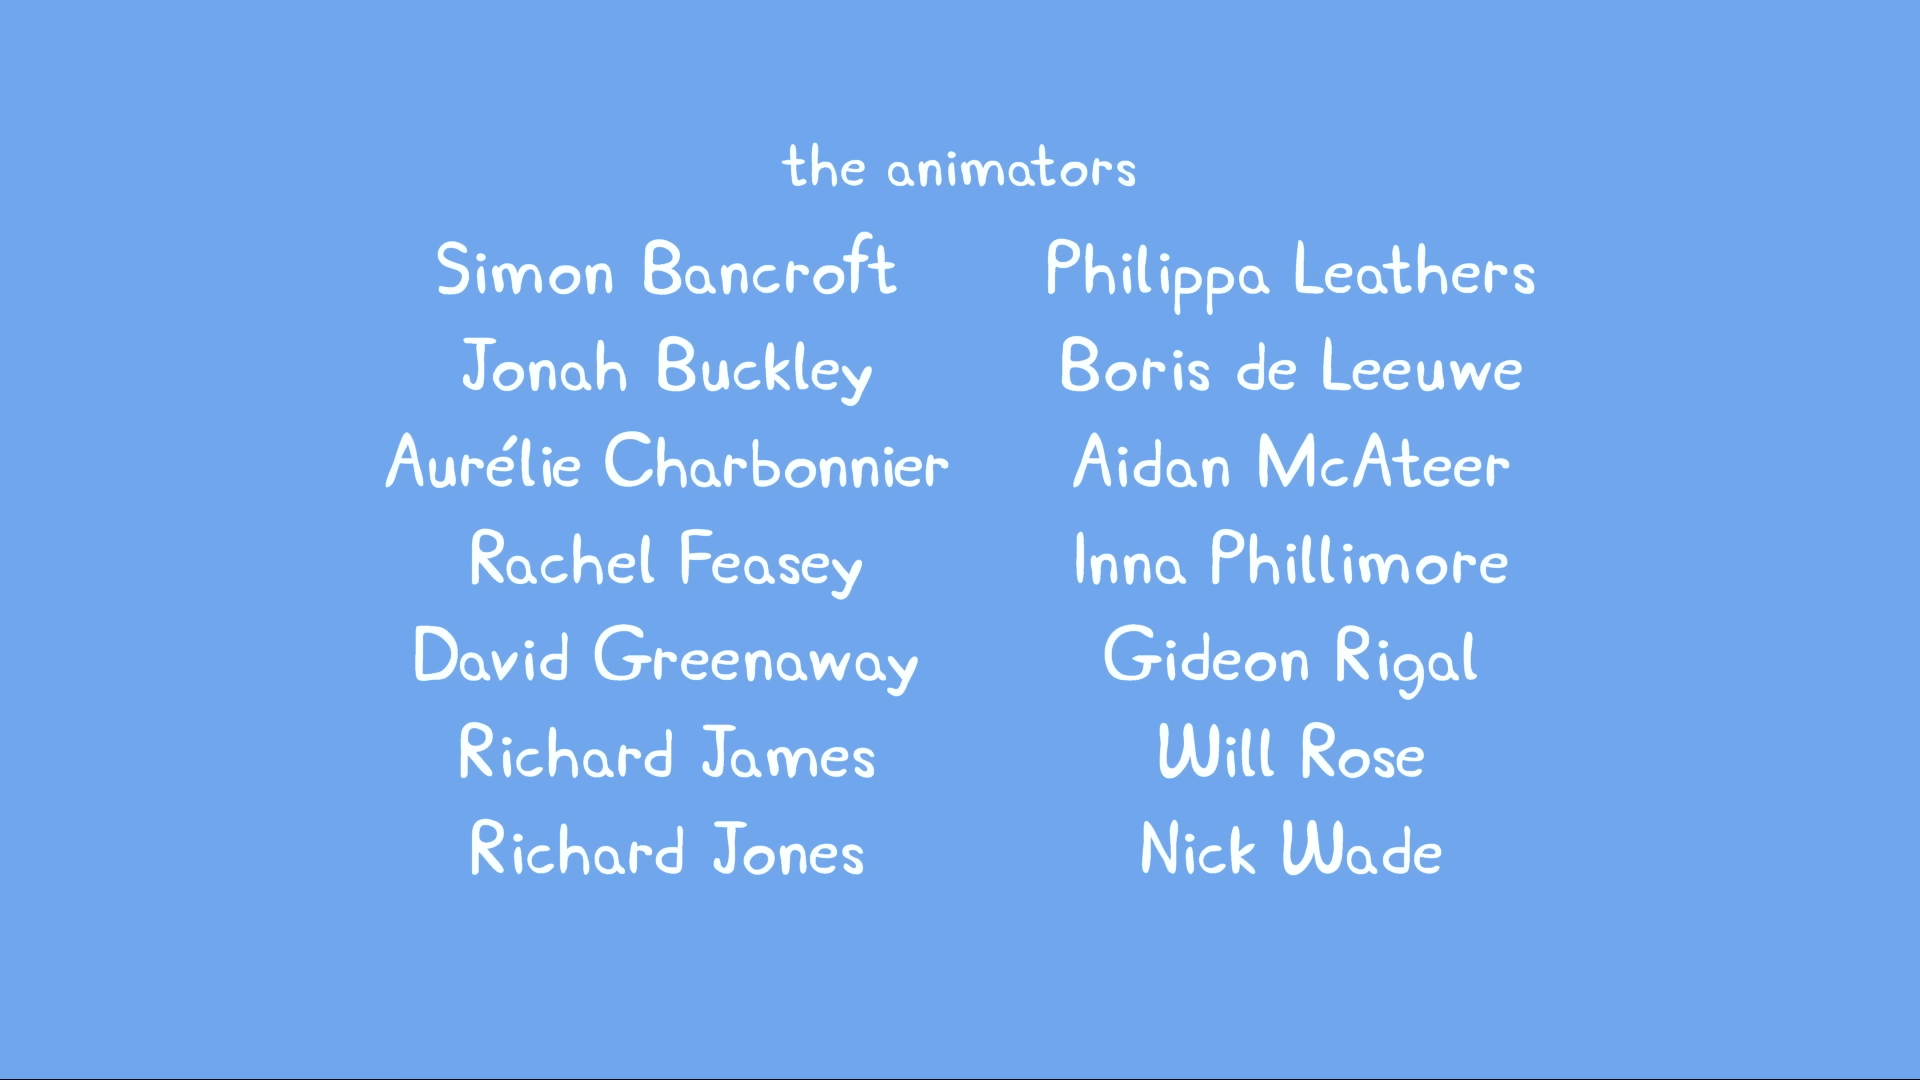 the animators
Simon Bancroft
Jonah Buckley
Aurélie Charbonnier
Rachel Feasey
David Greenaway
Richard James
Richard Jones
Philippa Leathers
Boris de Leeuwe
Aidan McAteer
Inna Phillimore
Gideon Rigal
Will Rose
Nick Wade